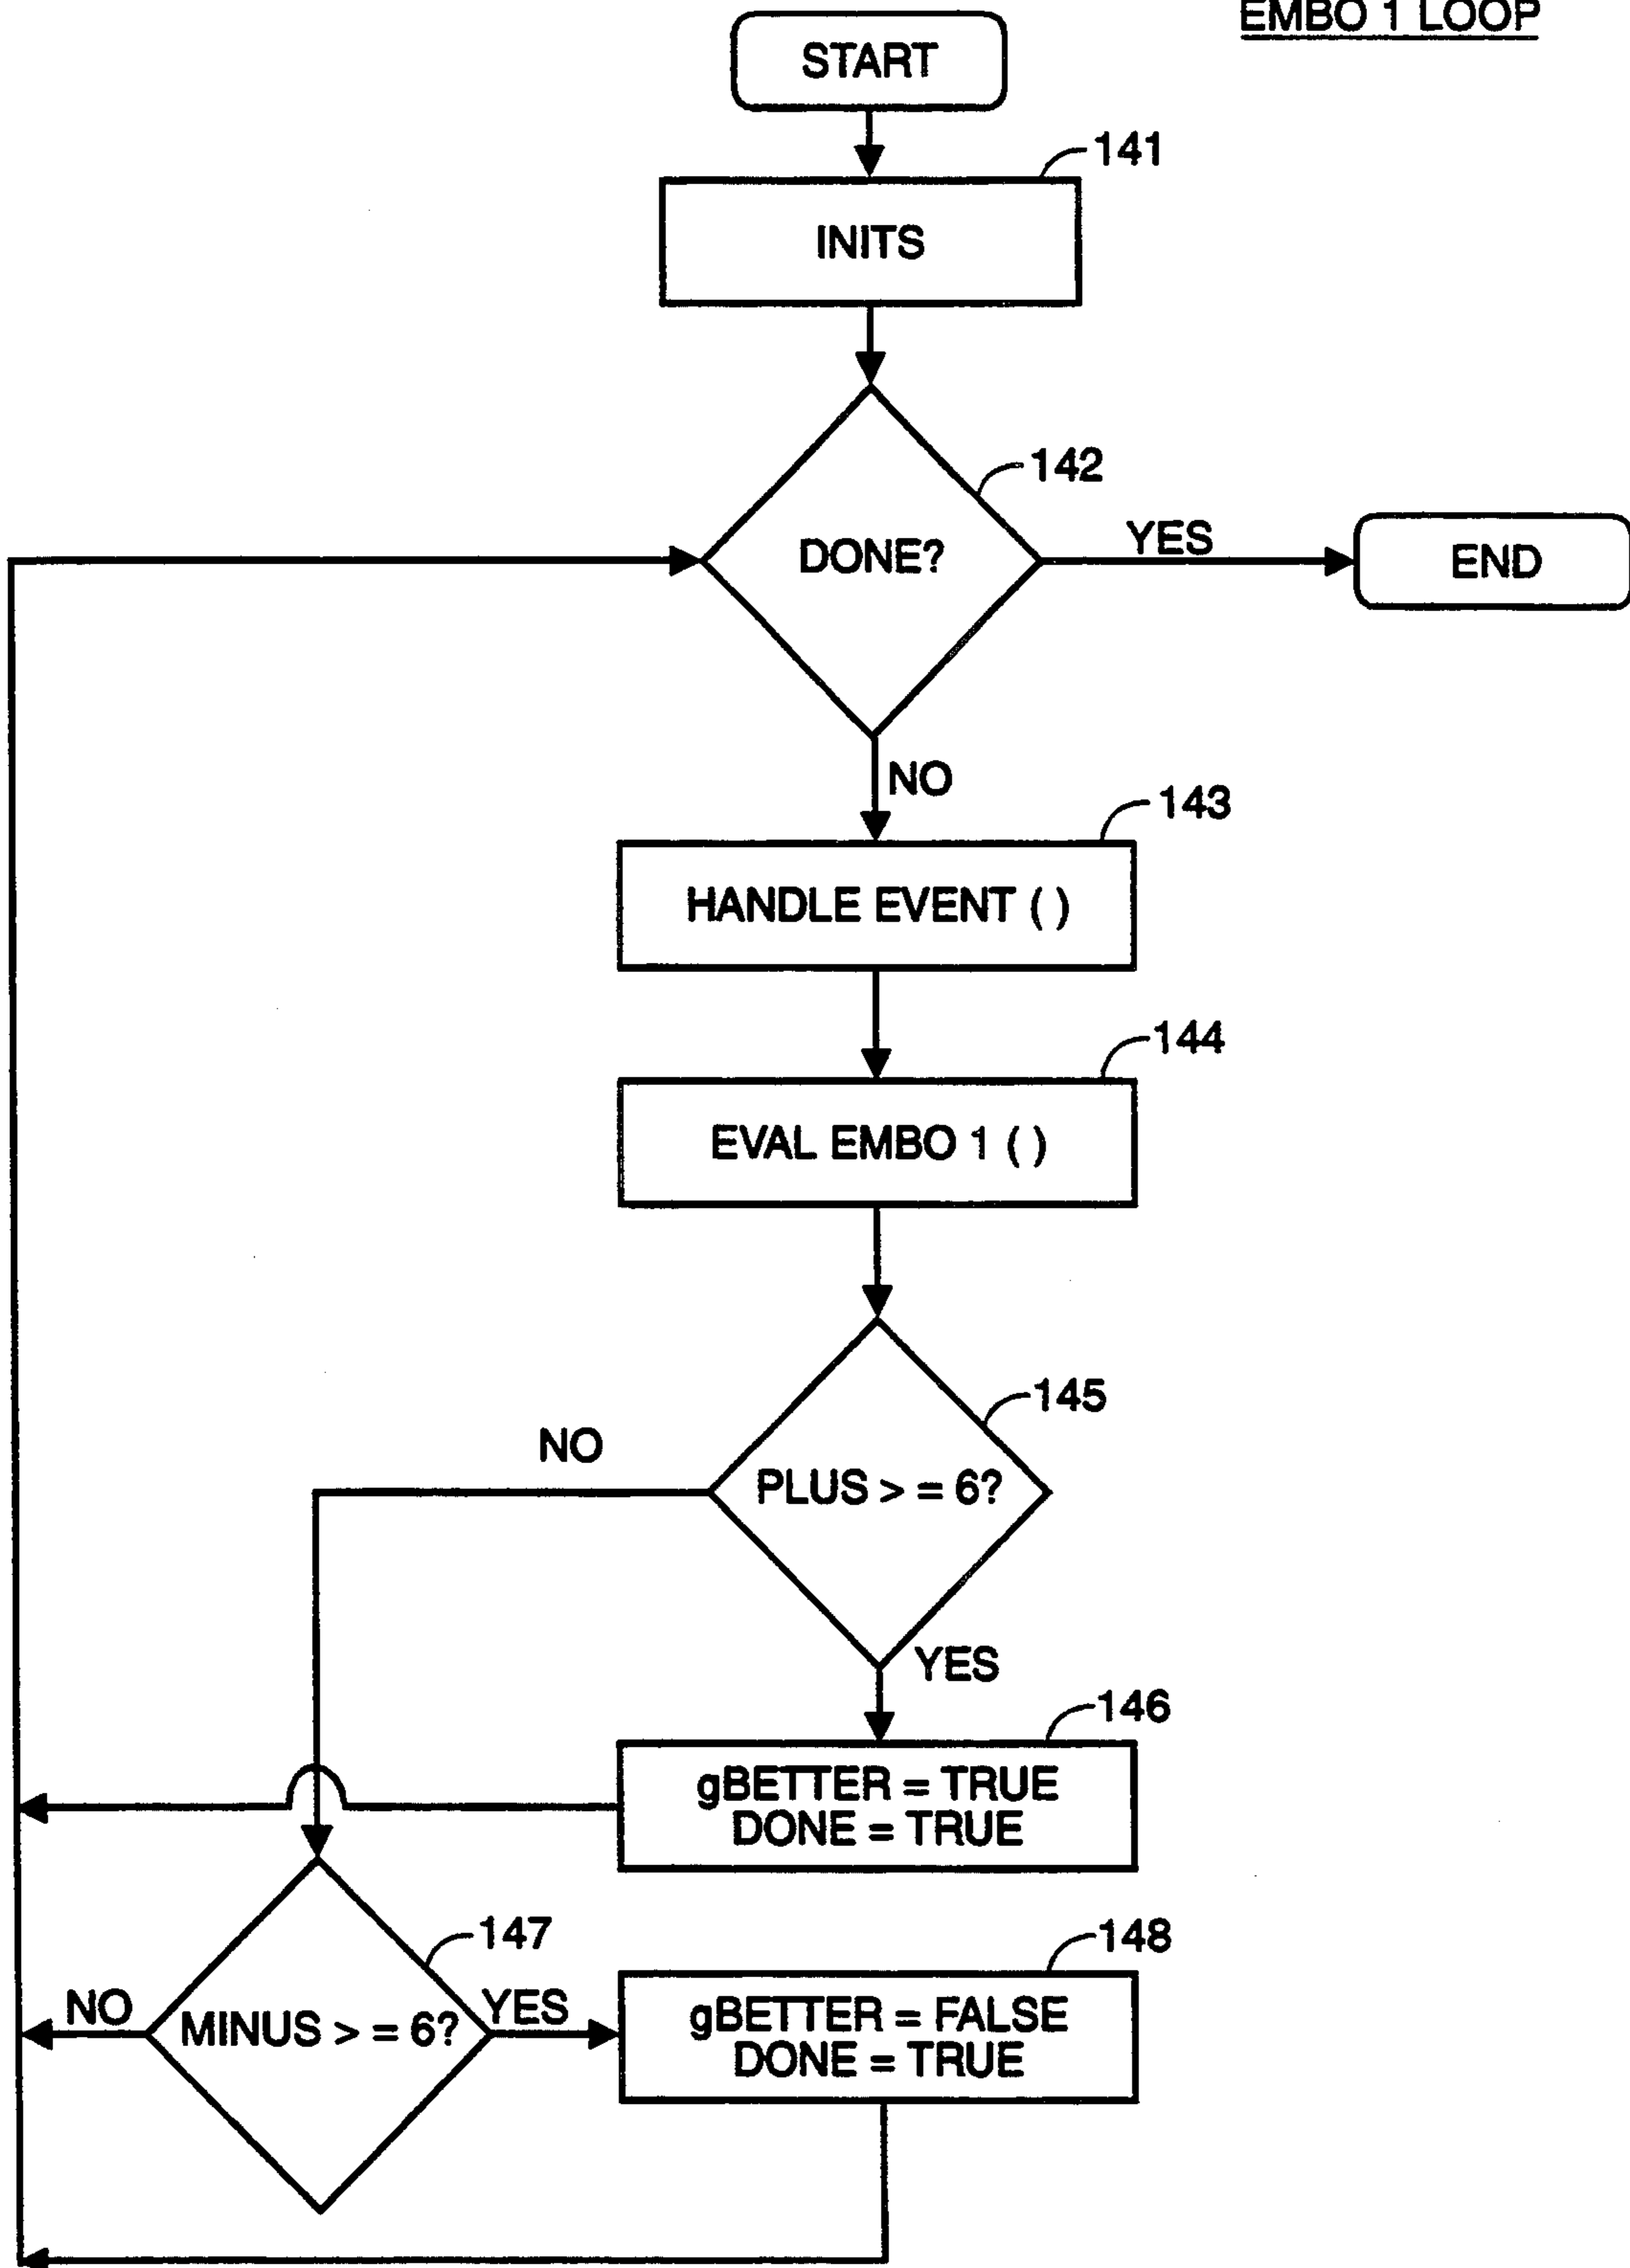 EMBO 1 LOOP
START
141
INITS
142
DONE?
YES
END
NO
143
HANDLE EVENT ( )
144
EVAL EMBO 1 ( )
145
NO
PLUS > = 6?
YES
146
gBETTER = TRUE
DONE = TRUE
147
148
NO
MINUS > = 6?
YES
gBETTER = FALSE
DONE = TRUE